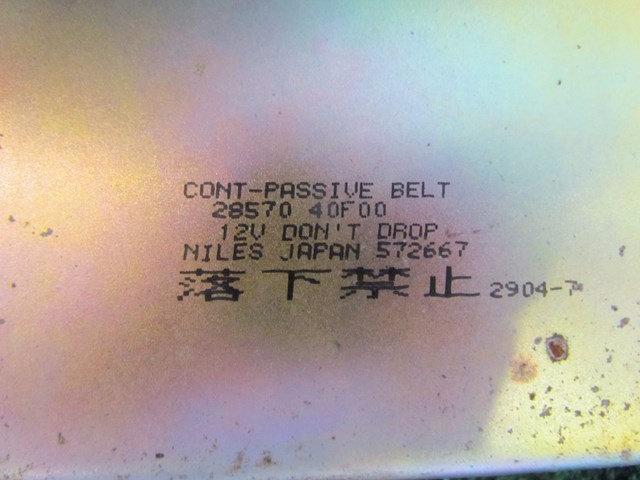 CONT-PASSIVE BELT
28570 40F00
12V DON'T DROP
NILES JAPAN 572667
落下禁止 2904-7